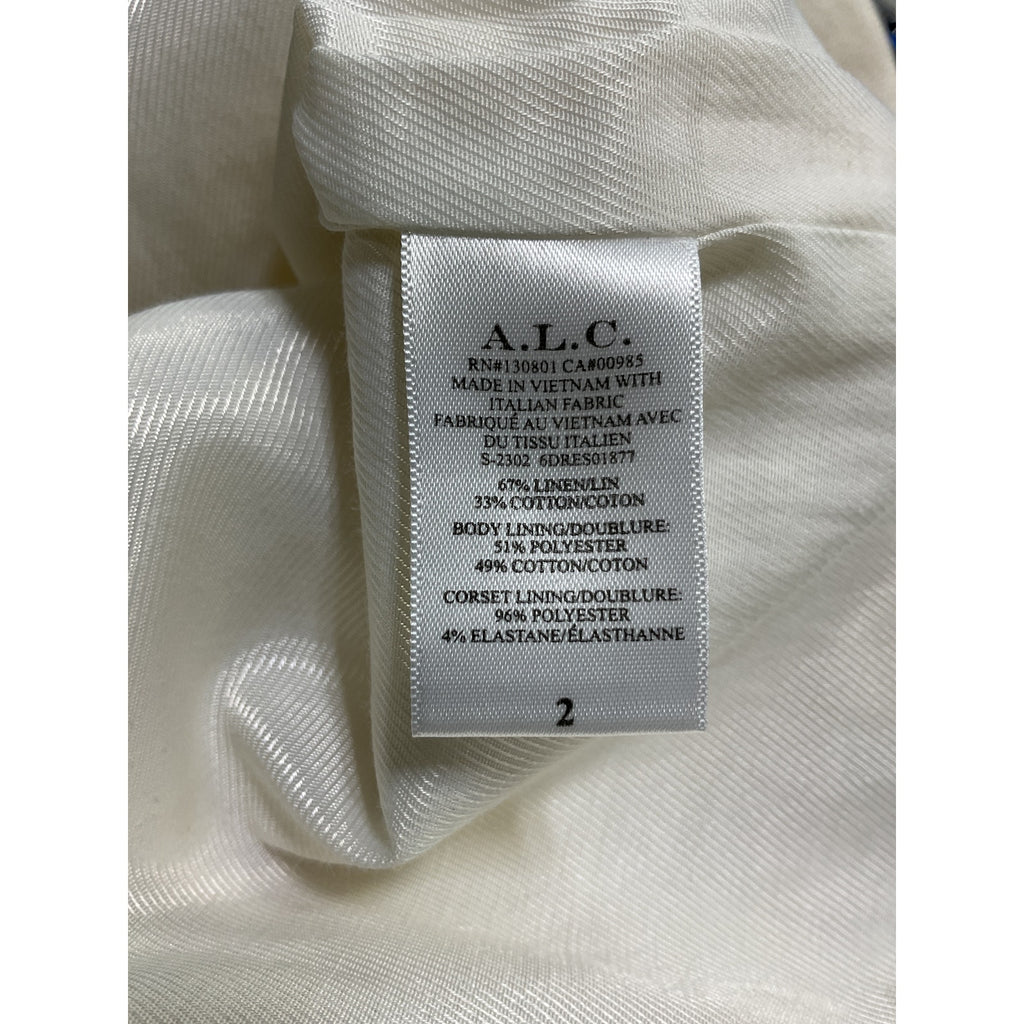 A.L.C.
RN#130801 CA#00985
MADE IN VIETNAM WITH
ITALIAN FABRIC
FABRIQUÉ AU VIETNAM AVEC
DU TISSU ITALIEN
S-2302 6DRES01877
67% LINEN/LIN
33% COTTON/COTON
BODY LINING/DOUBLURE:
51% POLYESTER
49% COTTON/COTON
CORSET LINING/DOUBLURE:
96% POLYESTER
4% ELASTANE/ÉLASTHANNE
2